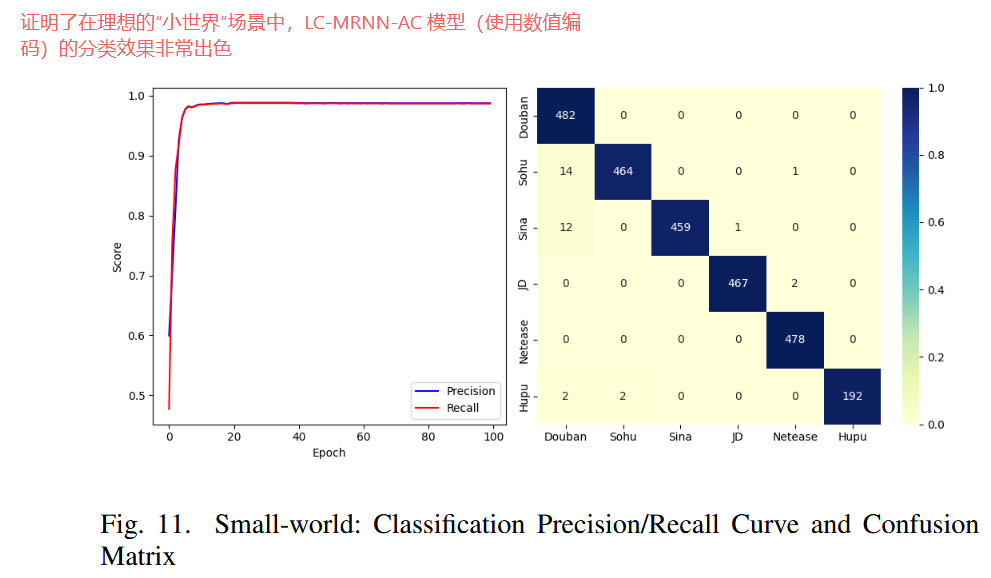 证明了在理想的“小世界”场景中，LC-MRNN-AC 模型（使用数值编
码）的分类效果非常出色
1.0
0.9
0.8
0.7
0.6
0.5
Score
0 20 40 60 80 100
Epoch
Precision
Recall
Douban 482 0 0 0 0 0
Sohu 14 464 0 0 1 0
Sina 12 0 459 1 0 0
JD 0 0 0 467 2 0
Netease 0 0 0 0 478 0
Hupu 2 2 0 0 0 192
Douban Sohu Sina JD Netease Hupu
1.0
0.8
0.6
0.4
0.2
0.0
Fig. 11. Small-world: Classification Precision/Recall Curve and Confusion
Matrix